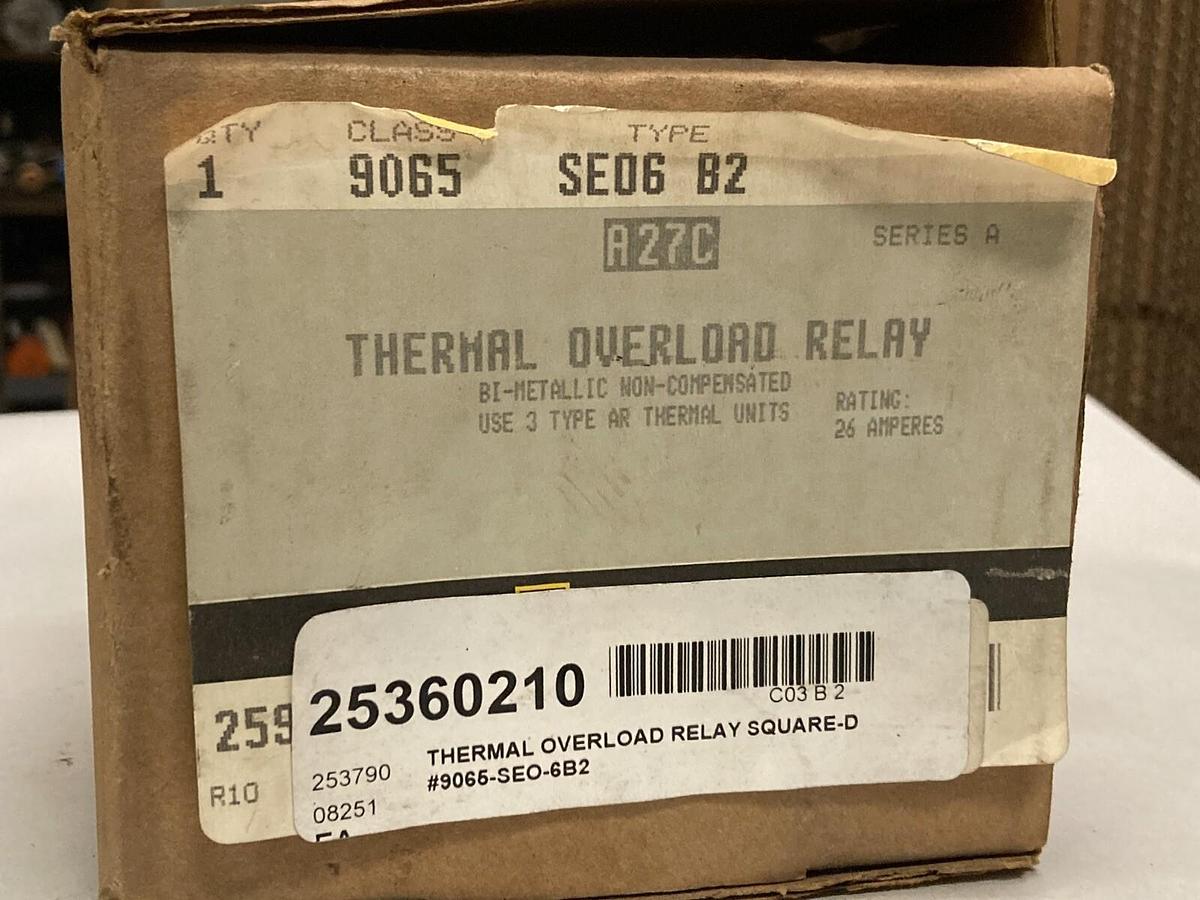 QTY CLASS TYPE
1 9065 SE06 B2
A27C SERIES A
THERMAL OVERLOAD RELAY
BI-METALLIC NON-COMPENSATED
USE 3 TYPE AR THERMAL UNITS
RATING:
26 AMPERES
259
R10
25360210
C03 B 2
THERMAL OVERLOAD RELAY SQUARE-D
#9065-SEO-6B2
253790
08251
EA